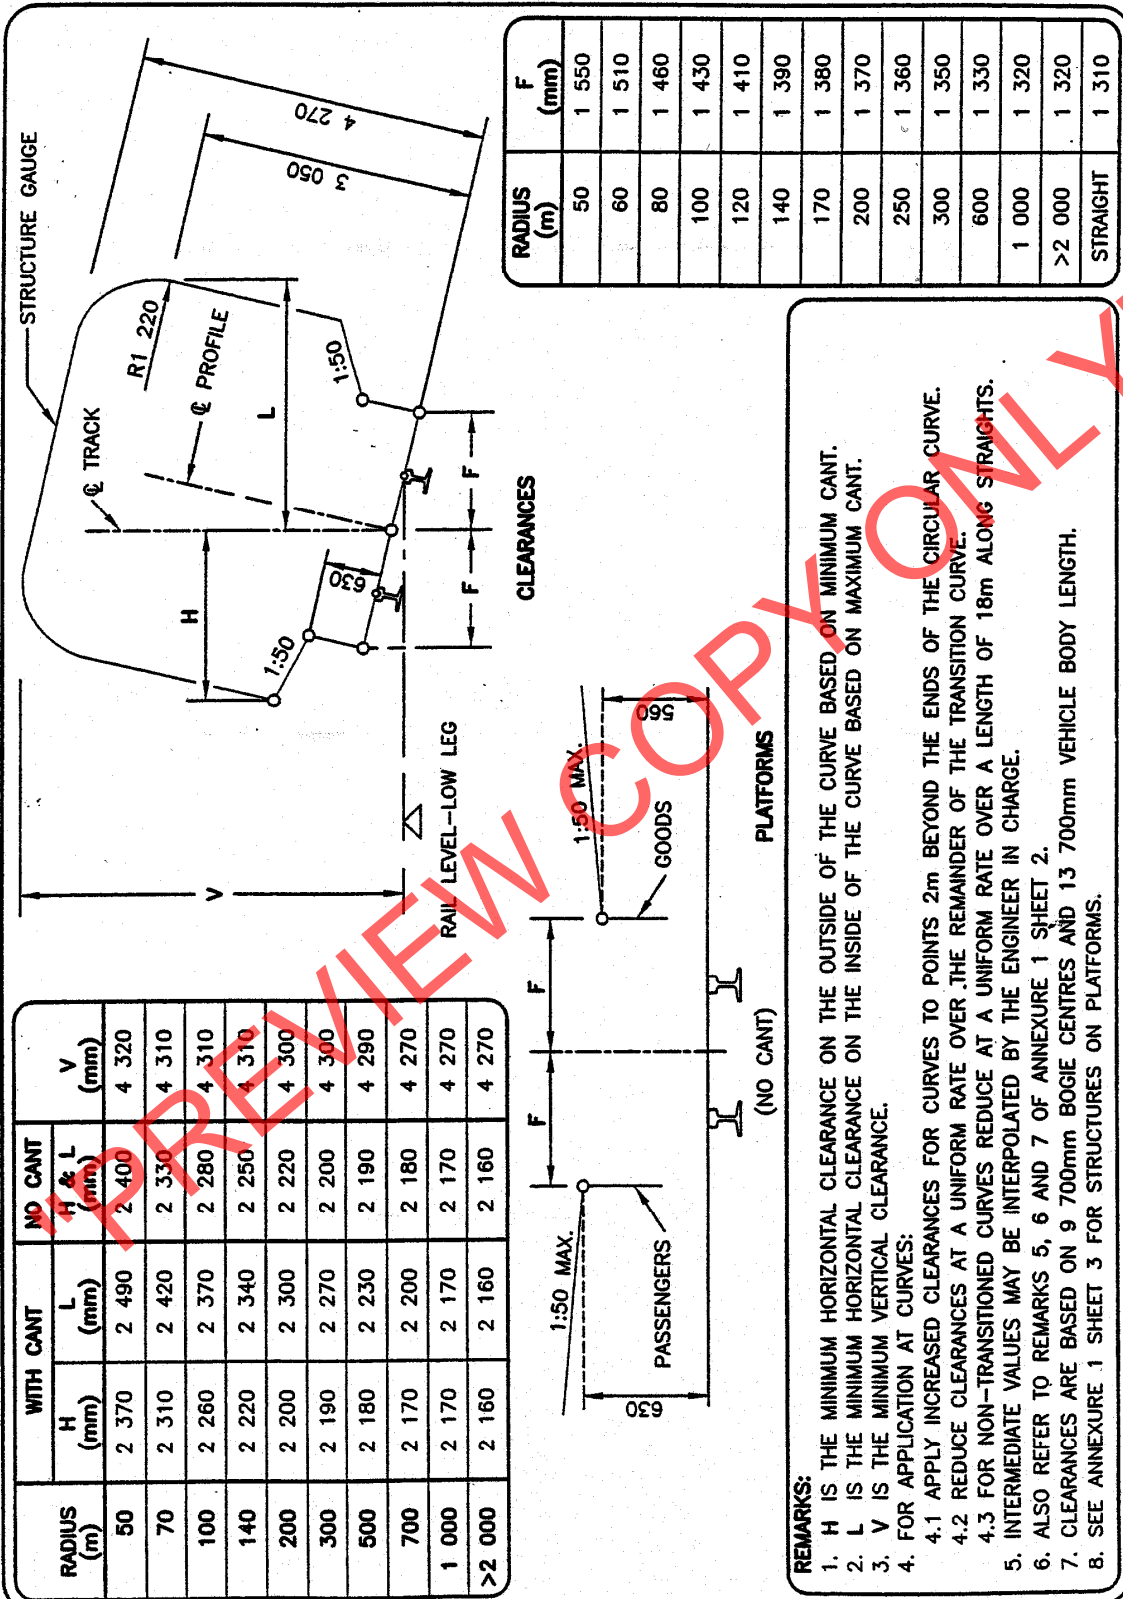 RADIUS (m) | WITH CANT H (mm) | WITH CANT L (mm) | NO CANT H & L (mm) | V (mm)
50 | 2 370 | 2 490 | 2 400 | 4 320
70 | 2 310 | 2 420 | 2 330 | 4 310
100 | 2 260 | 2 370 | 2 280 | 4 310
140 | 2 220 | 2 340 | 2 250 | 4 310
200 | 2 200 | 2 300 | 2 220 | 4 300
300 | 2 190 | 2 270 | 2 200 | 4 300
500 | 2 180 | 2 230 | 2 190 | 4 290
700 | 2 170 | 2 200 | 2 180 | 4 270
1 000 | 2 170 | 2 170 | 2 170 | 4 270
>2 000 | 2 160 | 2 160 | 2 160 | 4 270
STRUCTURE GAUGE
℄ TRACK
℄ PROFILE
R1 220
4 270
3 050
H
L
V
1:50
1:50
630
F
F
RAIL LEVEL-LOW LEG
CLEARANCES
1:50 MAX.
1:50 MAX.
F
F
PASSENGERS
GOODS
630
560
(NO CANT)
PLATFORMS
RADIUS (m) | F (mm)
50 | 1 550
60 | 1 510
80 | 1 460
100 | 1 430
120 | 1 410
140 | 1 390
170 | 1 380
200 | 1 370
250 | 1 360
300 | 1 350
600 | 1 330
1 000 | 1 320
>2 000 | 1 320
STRAIGHT | 1 310
REMARKS:
1. H IS THE MINIMUM HORIZONTAL CLEARANCE ON THE OUTSIDE OF THE CURVE BASED ON MINIMUM CANT.
2. L IS THE MINIMUM HORIZONTAL CLEARANCE ON THE INSIDE OF THE CURVE BASED ON MAXIMUM CANT.
3. V IS THE MINIMUM VERTICAL CLEARANCE.
4. FOR APPLICATION AT CURVES:
4.1 APPLY INCREASED CLEARANCES FOR CURVES TO POINTS 2m BEYOND THE ENDS OF THE CIRCULAR CURVE.
4.2 REDUCE CLEARANCES AT A UNIFORM RATE OVER THE REMAINDER OF THE TRANSITION CURVE.
4.3 FOR NON-TRANSITIONED CURVES REDUCE AT A UNIFORM RATE OVER A LENGTH OF 18m ALONG STRAIGHTS.
5. INTERMEDIATE VALUES MAY BE INTERPOLATED BY THE ENGINEER IN CHARGE.
6. ALSO REFER TO REMARKS 5, 6 AND 7 OF ANNEXURE 1 SHEET 2.
7. CLEARANCES ARE BASED ON 9 700mm BOGIE CENTRES AND 13 700mm VEHICLE BODY LENGTH.
8. SEE ANNEXURE 1 SHEET 3 FOR STRUCTURES ON PLATFORMS.
"PREVIEW COPY ONLY